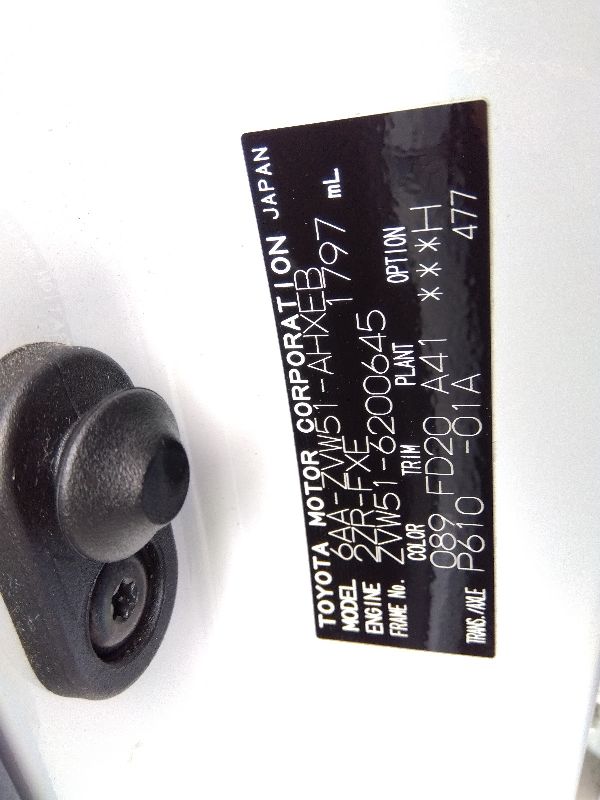 TOYOTA MOTOR CORPORATION JAPAN
MODEL 6AA-ZVW51-AHXEB
ENGINE 2ZR-FXE 1797 mL
FRAME No. ZVW51-6200645
COLOR TRIM PLANT OPTION
089 FD20 A41 ***H
TRANS./AXLE P610 -01A 477